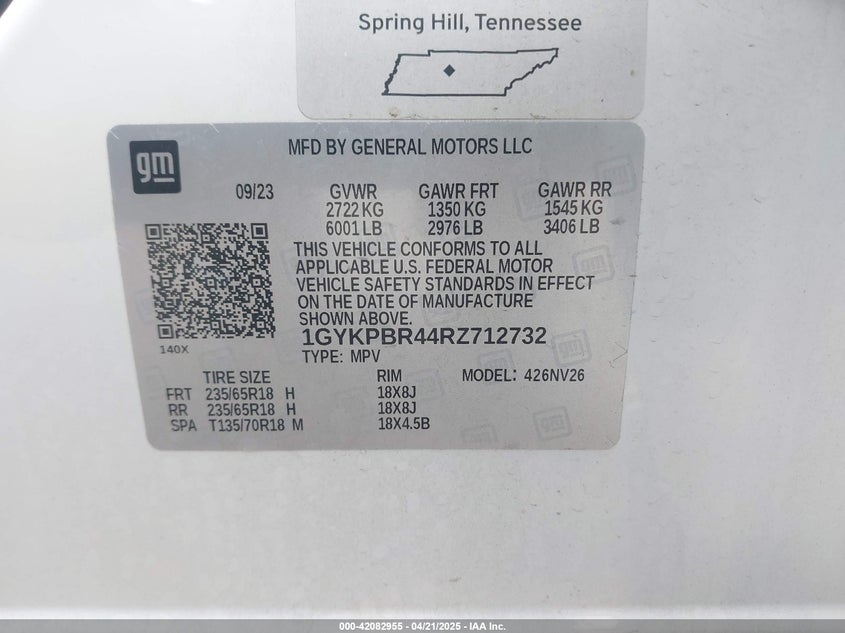 Spring Hill, Tennessee
gm
MFD BY GENERAL MOTORS LLC
09/23 GVWR GAWR FRT GAWR RR
2722 KG 1350 KG 1545 KG
6001 LB 2976 LB 3406 LB
THIS VEHICLE CONFORMS TO ALL
APPLICABLE U.S. FEDERAL MOTOR
VEHICLE SAFETY STANDARDS IN EFFECT
ON THE DATE OF MANUFACTURE
SHOWN ABOVE.
1GYKPBR44RZ712732
140X
TYPE: MPV
TIRE SIZE RIM MODEL: 426NV26
FRT 235/65R18 H 18X8J
RR 235/65R18 H 18X8J
SPA T135/70R18 M 18X4.5B
000-42082955 - 04/21/2025 - IAA Inc.